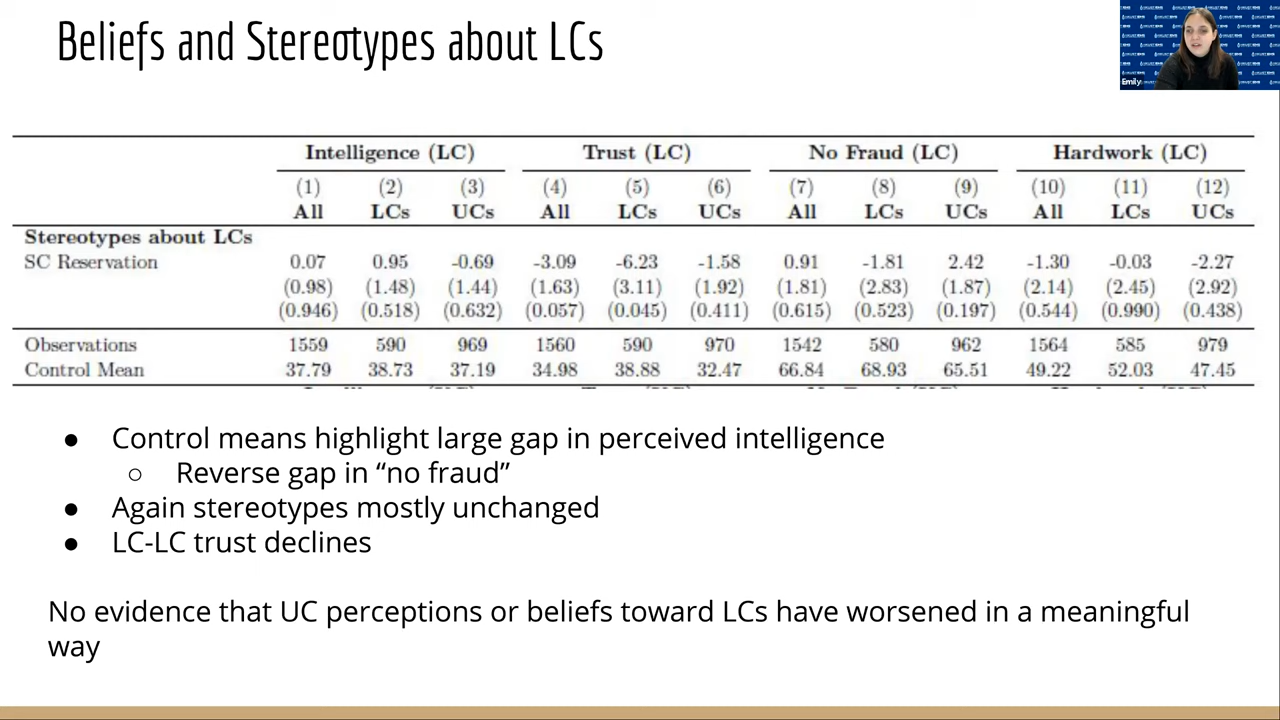 Beliefs and Stereotypes about LCs
Emily
Intelligence (LC) Trust (LC) No Fraud (LC) Hardwork (LC)
(1) (2) (3) (4) (5) (6) (7) (8) (9) (10) (11) (12)
All LCs UCs All LCs UCs All LCs UCs All LCs UCs
Stereotypes about LCs
SC Reservation 0.07 0.95 -0.69 -3.09 -6.23 -1.58 0.91 -1.81 2.42 -1.30 -0.03 -2.27
(0.98) (1.48) (1.44) (1.63) (3.11) (1.92) (1.81) (2.83) (1.87) (2.14) (2.45) (2.92)
(0.946) (0.518) (0.632) (0.057) (0.045) (0.411) (0.615) (0.523) (0.197) (0.544) (0.990) (0.438)
Observations 1559 590 969 1560 590 970 1542 580 962 1564 585 979
Control Mean 37.79 38.73 37.19 34.98 38.88 32.47 66.84 68.93 65.51 49.22 52.03 47.45
● Control means highlight large gap in perceived intelligence
○ Reverse gap in “no fraud”
● Again stereotypes mostly unchanged
● LC-LC trust declines
No evidence that UC perceptions or beliefs toward LCs have worsened in a meaningful
way